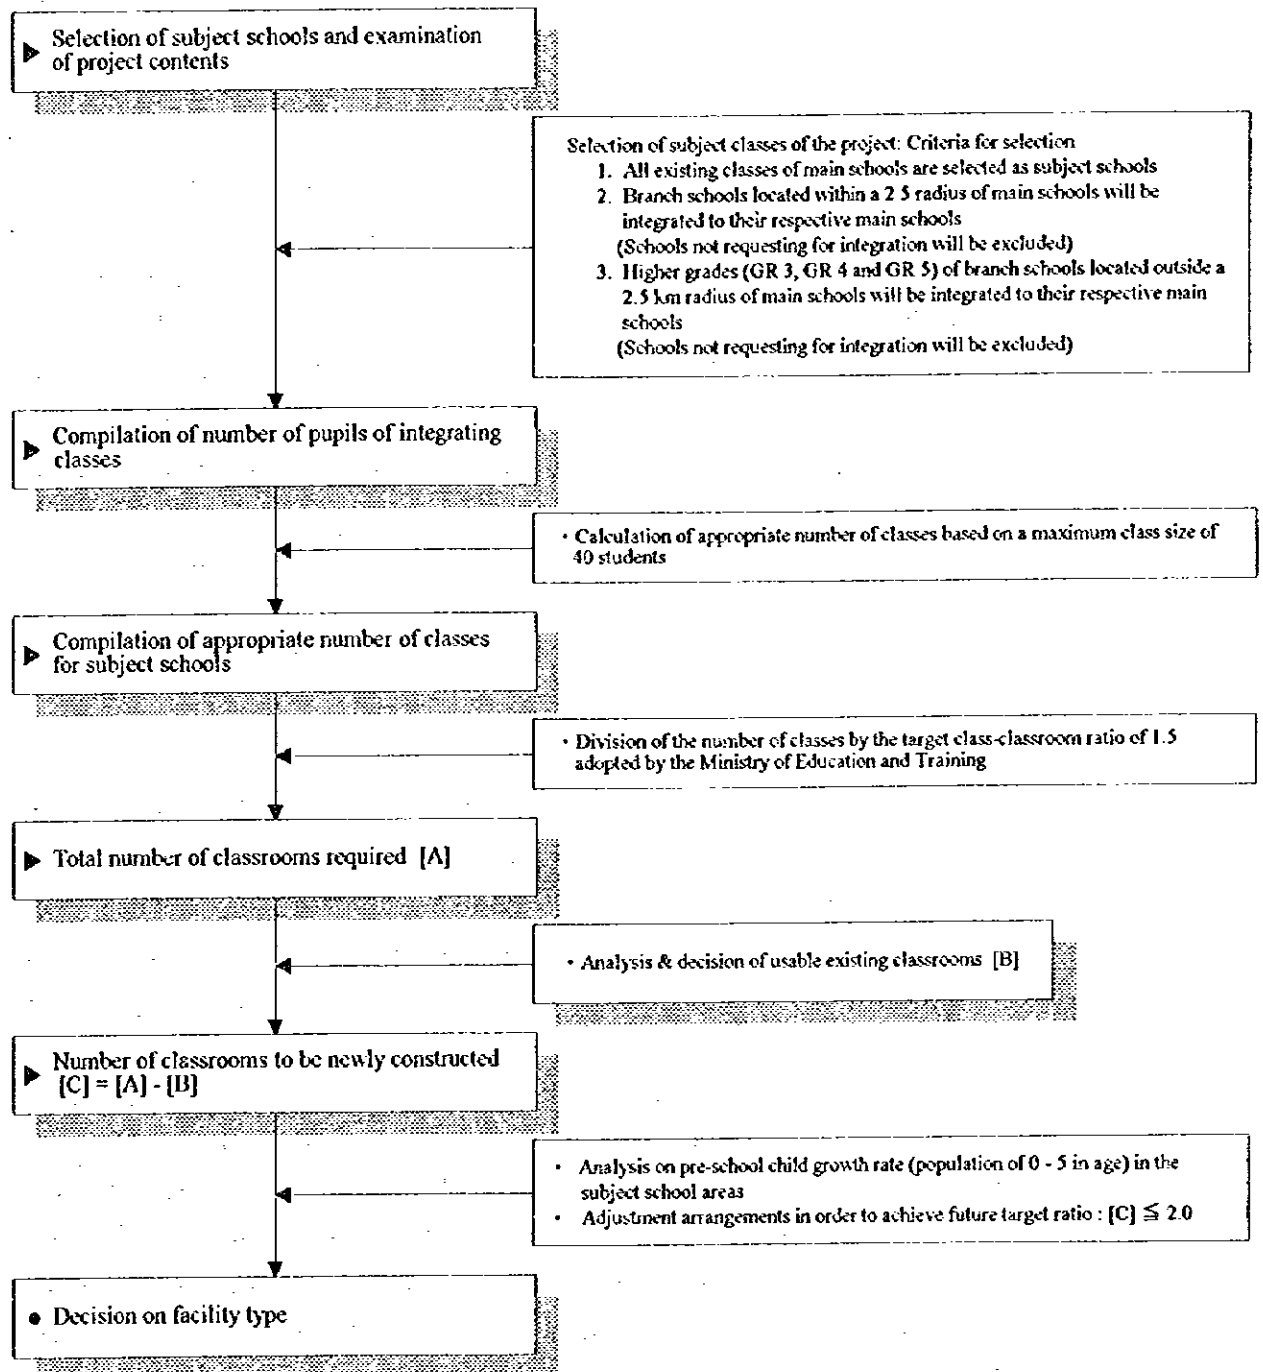 Selection of subject schools and examination
of project contents
Selection of subject classes of the project: Criteria for selection
1. All existing classes of main schools are selected as subject schools
2. Branch schools located within a 2 5 radius of main schools will be
integrated to their respective main schools
(Schools not requesting for integration will be excluded)
3. Higher grades (GR 3, GR 4 and GR 5) of branch schools located outside a
2.5 km radius of main schools will be integrated to their respective main
schools
(Schools not requesting for integration will be excluded)
Compilation of number of pupils of integrating
classes
• Calculation of appropriate number of classes based on a maximum class size of
40 students
Compilation of appropriate number of classes
for subject schools
• Division of the number of classes by the target class-classroom ratio of 1.5
adopted by the Ministry of Education and Training
Total number of classrooms required [A]
• Analysis & decision of usable existing classrooms [B]
Number of classrooms to be newly constructed
[C] = [A] - [B]
• Analysis on pre-school child growth rate (population of 0 - 5 in age) in the
subject school areas
• Adjustment arrangements in order to achieve future target ratio : [C] ≦ 2.0
● Decision on facility type